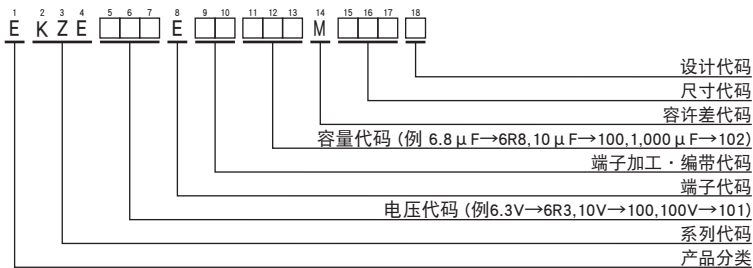 1 2 3 4 5 6 7 8 9 10 11 12 13 14 15 16 17 18
E K Z E □□□ E □□ □□□ M □□□ □
设计代码
尺寸代码
容许差代码
容量代码 (例 6.8μF→6R8,10μF→100,1,000μF→102)
端子加工・编带代码
端子代码
电压代码 (例6.3V→6R3,10V→100,100V→101)
系列代码
产品分类